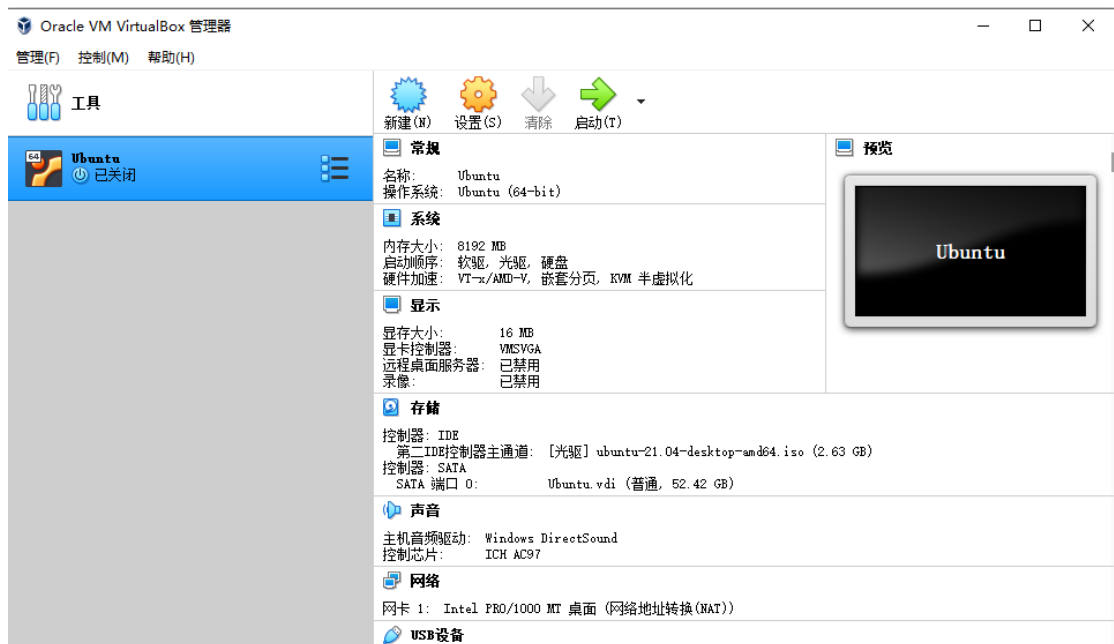 Oracle VM VirtualBox 管理器
管理(F) 控制(M) 帮助(H)
工具
新建(N) 设置(S) 清除 启动(T)
64
Ubuntu
已关闭
常规
名称: Ubuntu
操作系统: Ubuntu (64-bit)
预览
Ubuntu
系统
内存大小: 8192 MB
启动顺序: 软驱, 光驱, 硬盘
硬件加速: VT-x/AMD-V, 嵌套分页, KVM 半虚拟化
显示
显存大小: 16 MB
显卡控制器: VMSVGA
远程桌面服务器: 已禁用
录像: 已禁用
存储
控制器: IDE
第二IDE控制器主通道: [光驱] ubuntu-21.04-desktop-amd64.iso (2.63 GB)
控制器: SATA
SATA 端口 0: Ubuntu.vdi (普通, 52.42 GB)
声音
主机音频驱动: Windows DirectSound
控制芯片: ICH AC97
网络
网卡 1: Intel PRO/1000 MT 桌面 (网络地址转换(NAT))
USB设备